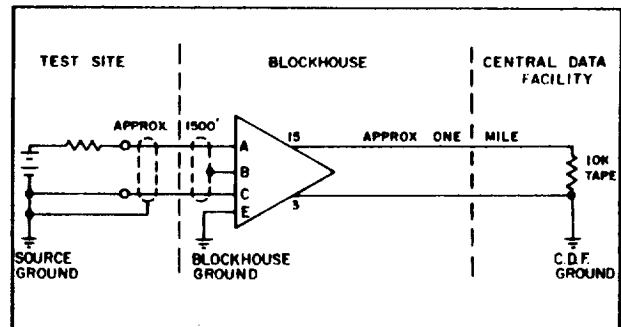 TEST SITE
BLOCKHOUSE
CENTRAL DATA
FACILITY
APPROX. 1500'
APPROX ONE MILE
A
B
C
E
15
3
10K
TAPE
SOURCE
GROUND
BLOCKHOUSE
GROUND
C.D.F.
GROUND